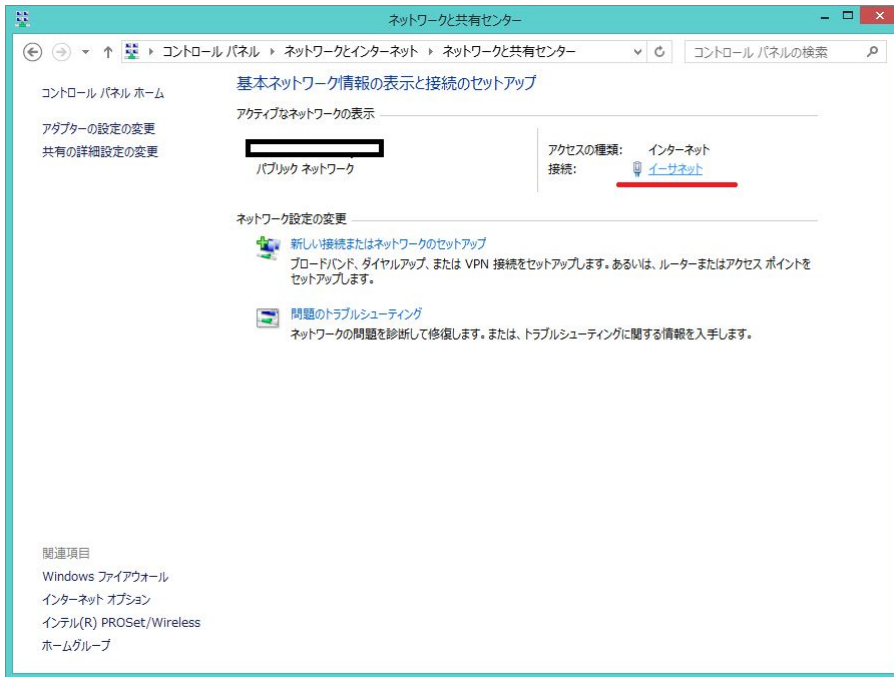 ネットワークと共有センター
コントロール パネル ネットワークとインターネット ネットワークと共有センター
コントロール パネルの検索
コントロール パネル ホーム
アダプターの設定の変更
共有の詳細設定の変更
基本ネットワーク情報の表示と接続のセットアップ
アクティブなネットワークの表示
パブリック ネットワーク
アクセスの種類: インターネット
接続: イーサネット
ネットワーク設定の変更
新しい接続またはネットワークのセットアップ
ブロードバンド、ダイヤルアップ、または VPN 接続をセットアップします。あるいは、ルーターまたはアクセス ポイントを
セットアップします。
問題のトラブルシューティング
ネットワークの問題を診断して修復します。または、トラブルシューティングに関する情報を入手します。
関連項目
Windows ファイアウォール
インターネット オプション
インテル(R) PROSet/Wireless
ホームグループ